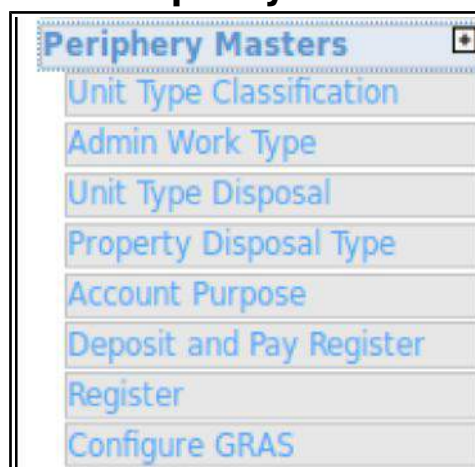 Periphery Masters
Unit Type Classification
Admin Work Type
Unit Type Disposal
Property Disposal Type
Account Purpose
Deposit and Pay Register
Register
Configure GRAS